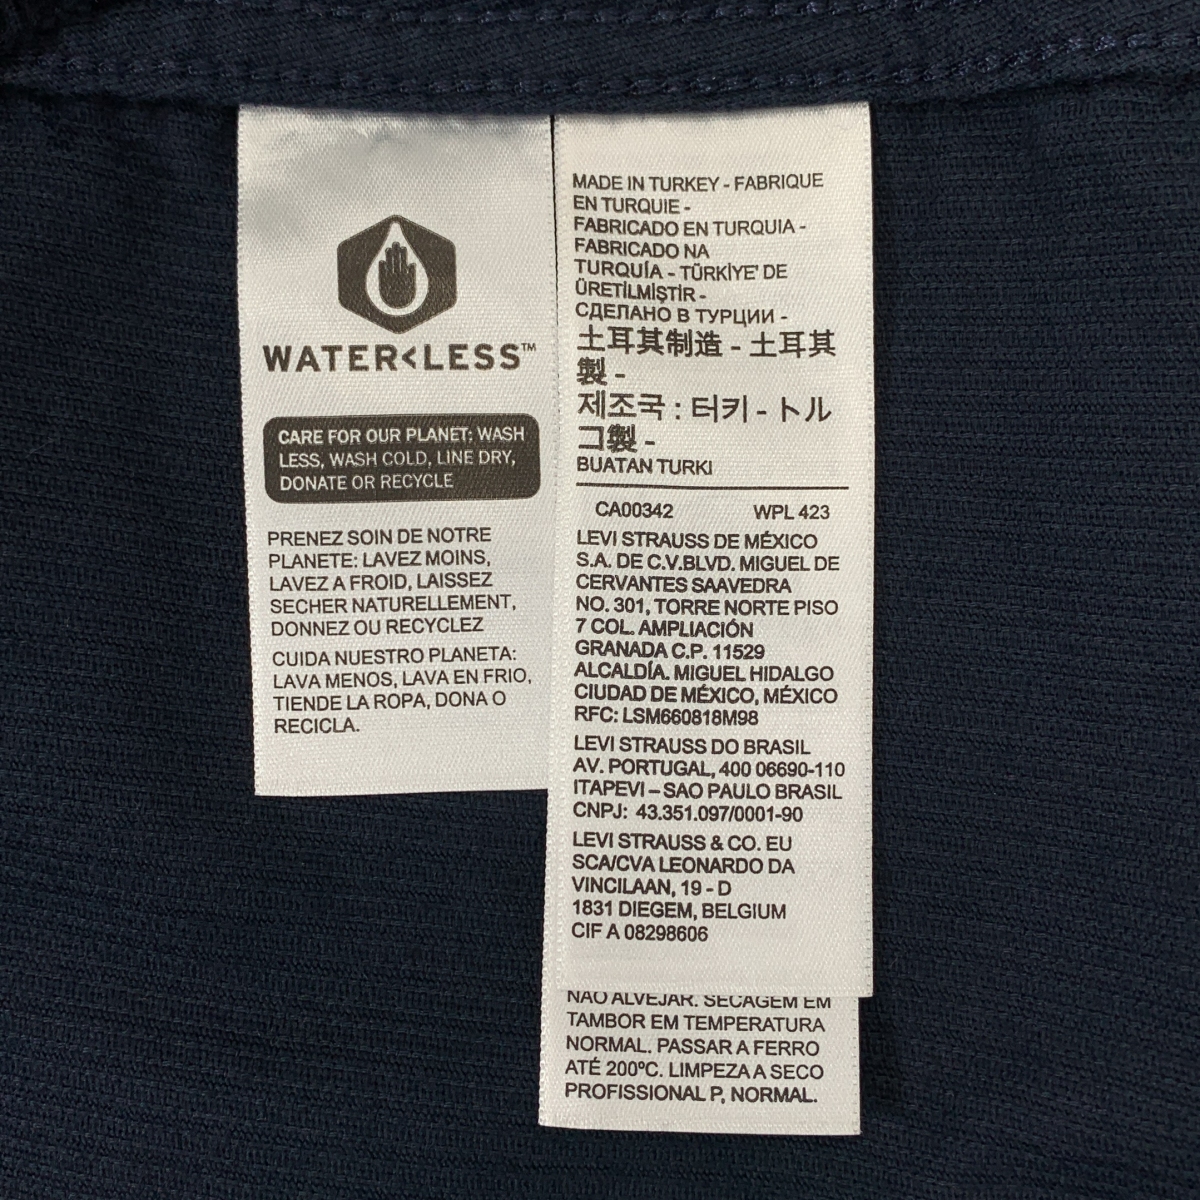 WATER<LESS™
CARE FOR OUR PLANET: WASH
LESS, WASH COLD, LINE DRY,
DONATE OR RECYCLE
PRENEZ SOIN DE NOTRE
PLANETE: LAVEZ MOINS,
LAVEZ A FROID, LAISSEZ
SECHER NATURELLEMENT,
DONNEZ OU RECYCLEZ
CUIDA NUESTRO PLANETA:
LAVA MENOS, LAVA EN FRIO,
TIENDE LA ROPA, DONA O
RECICLA.
MADE IN TURKEY - FABRIQUE
EN TURQUIE -
FABRICADO EN TURQUIA -
FABRICADO NA
TURQUÍA - TÜRKİYE' DE
ÜRETİLMİŞTİR -
СДЕЛАНО В ТУРЦИИ -
土耳其制造 - 土耳其
製 -
제조국 : 터키 - トル
コ製 -
BUATAN TURKI
CA00342 WPL 423
LEVI STRAUSS DE MÉXICO
S.A. DE C.V.BLVD. MIGUEL DE
CERVANTES SAAVEDRA
NO. 301, TORRE NORTE PISO
7 COL. AMPLIACIÓN
GRANADA C.P. 11529
ALCALDÍA. MIGUEL HIDALGO
CIUDAD DE MÉXICO, MÉXICO
RFC: LSM660818M98
LEVI STRAUSS DO BRASIL
AV. PORTUGAL, 400 06690-110
ITAPEVI – SAO PAULO BRASIL
CNPJ: 43.351.097/0001-90
LEVI STRAUSS & CO. EU
SCA/CVA LEONARDO DA
VINCILAAN, 19 - D
1831 DIEGEM, BELGIUM
CIF A 08298606
NÃO ALVEJAR. SECAGEM EM
TAMBOR EM TEMPERATURA
NORMAL. PASSAR A FERRO
ATÉ 200ºC. LIMPEZA A SECO
PROFISSIONAL P, NORMAL.